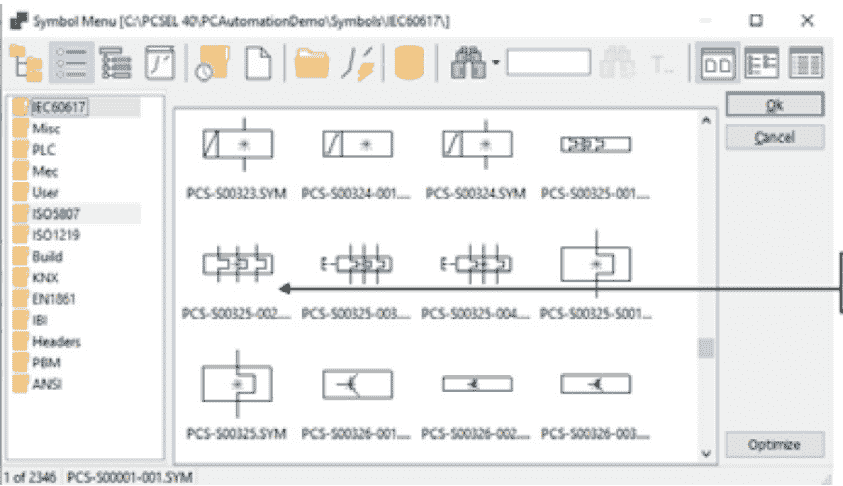 Symbol Menu [C:\PCSEL 40\PCAutomationDemo\Symbols\IEC60617\]
T..
IEC60617
Misc
PLC
Mec
User
ISO5807
ISO1219
Build
KNX
EN1861
IBI
Headers
PBM
ANSI
PCS-S00323.SYM PCS-S00324-001.... PCS-S00324.SYM PCS-S00325-001....
PCS-S00325-002.... PCS-S00325-003.... PCS-S00325-004.... PCS-S00325-S001...
PCS-S00325.SYM PCS-S00326-001.... PCS-S00326-002.... PCS-S00326-003....
Ok
Cancel
Optimize
1 of 2346 PCS-S00001-001.SYM